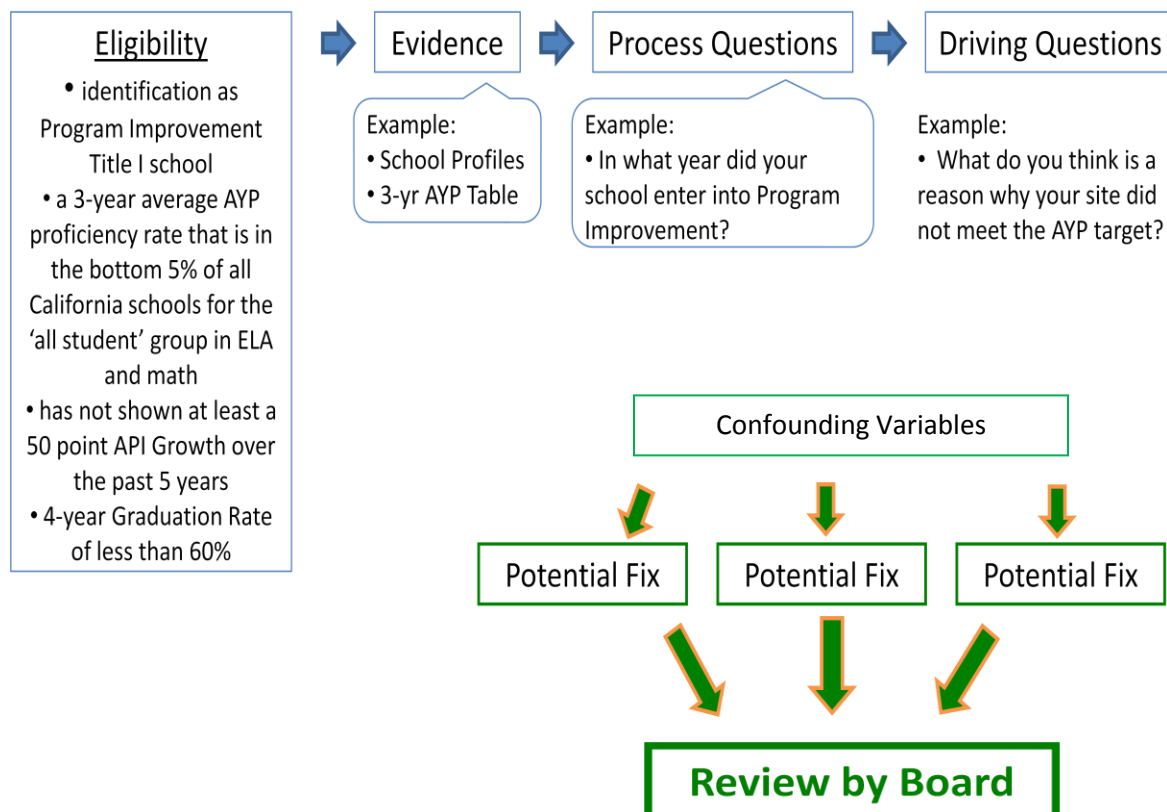 Eligibility
• identification as
Program Improvement
Title I school
• a 3-year average AYP
proficiency rate that is in
the bottom 5% of all
California schools for the
‘all student’ group in ELA
and math
• has not shown at least a
50 point API Growth over
the past 5 years
• 4-year Graduation Rate
of less than 60%
Evidence
Example:
• School Profiles
• 3-yr AYP Table
Process Questions
Example:
• In what year did your
school enter into Program
Improvement?
Driving Questions
Example:
• What do you think is a
reason why your site did
not meet the AYP target?
Confounding Variables
Potential Fix
Potential Fix
Potential Fix
Review by Board